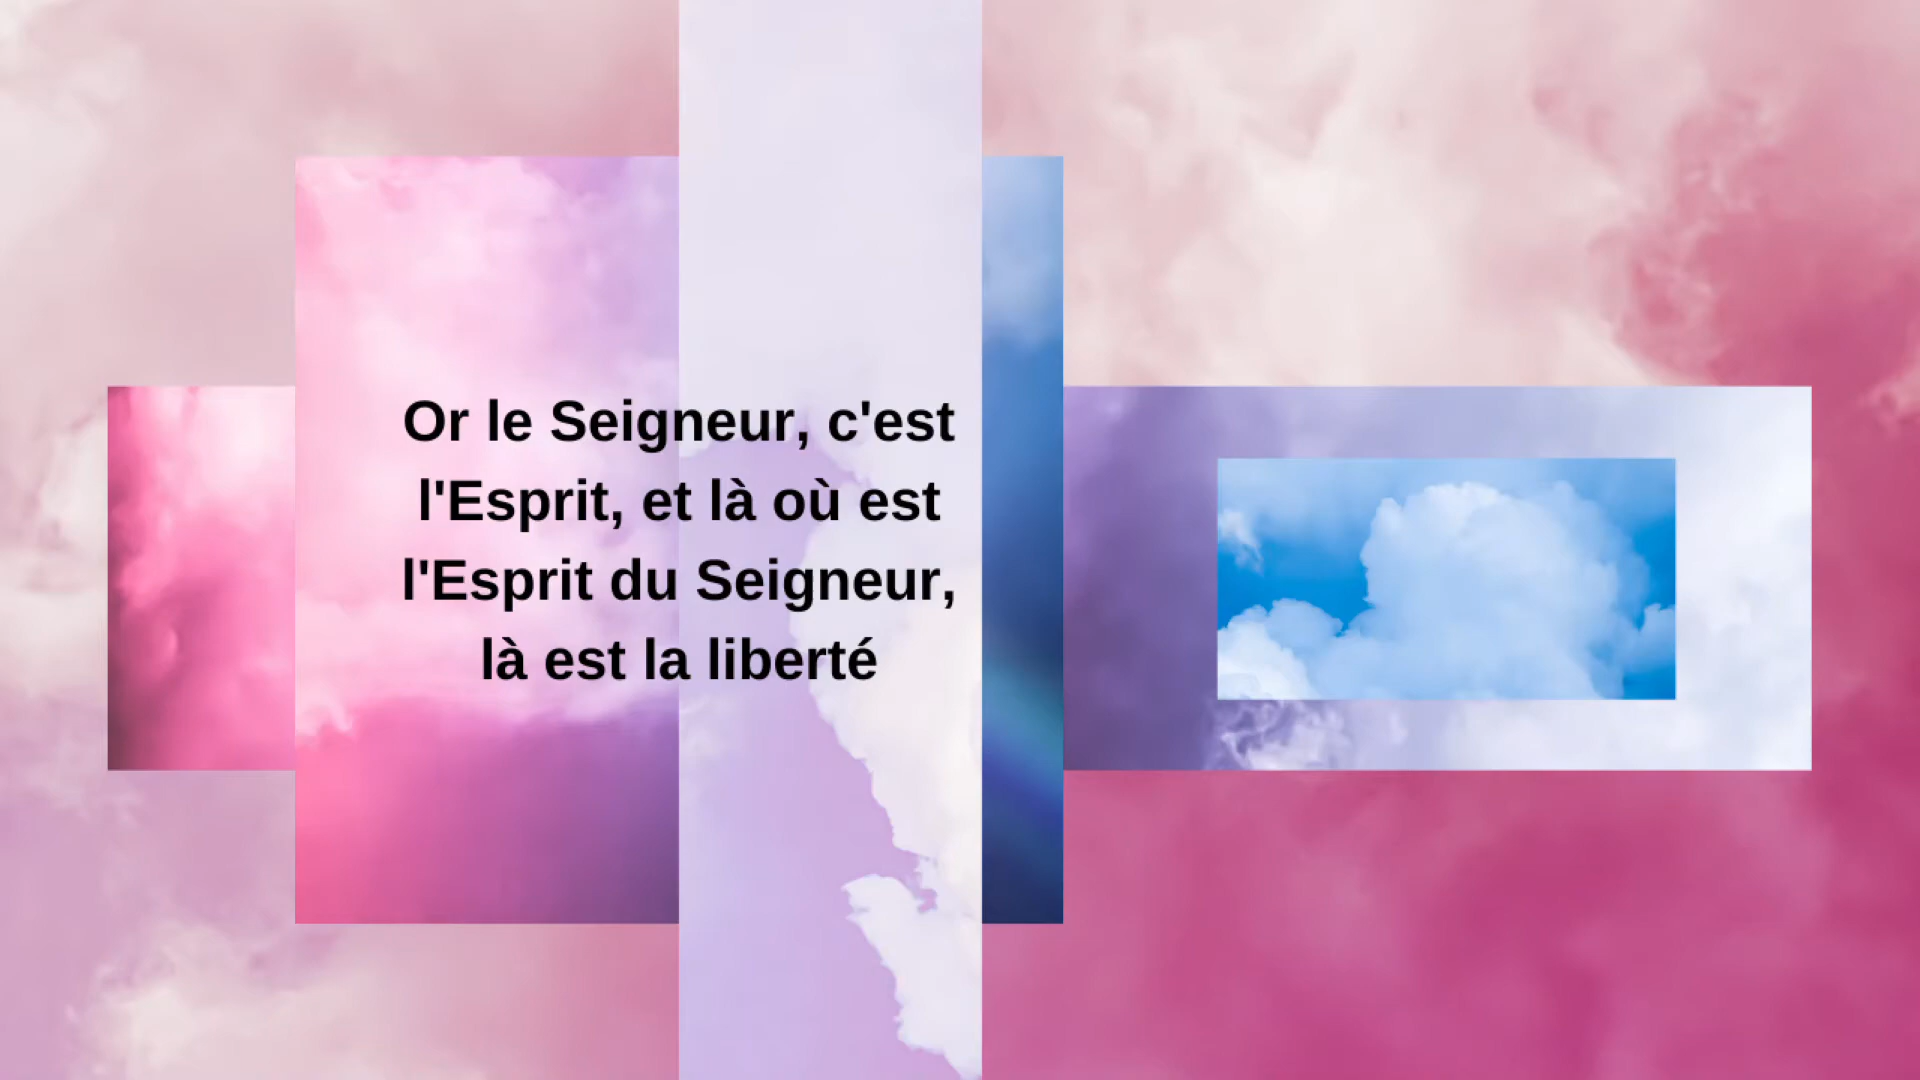 Or le Seigneur, c'est
l'Esprit, et là où est
l'Esprit du Seigneur,
là est la liberté